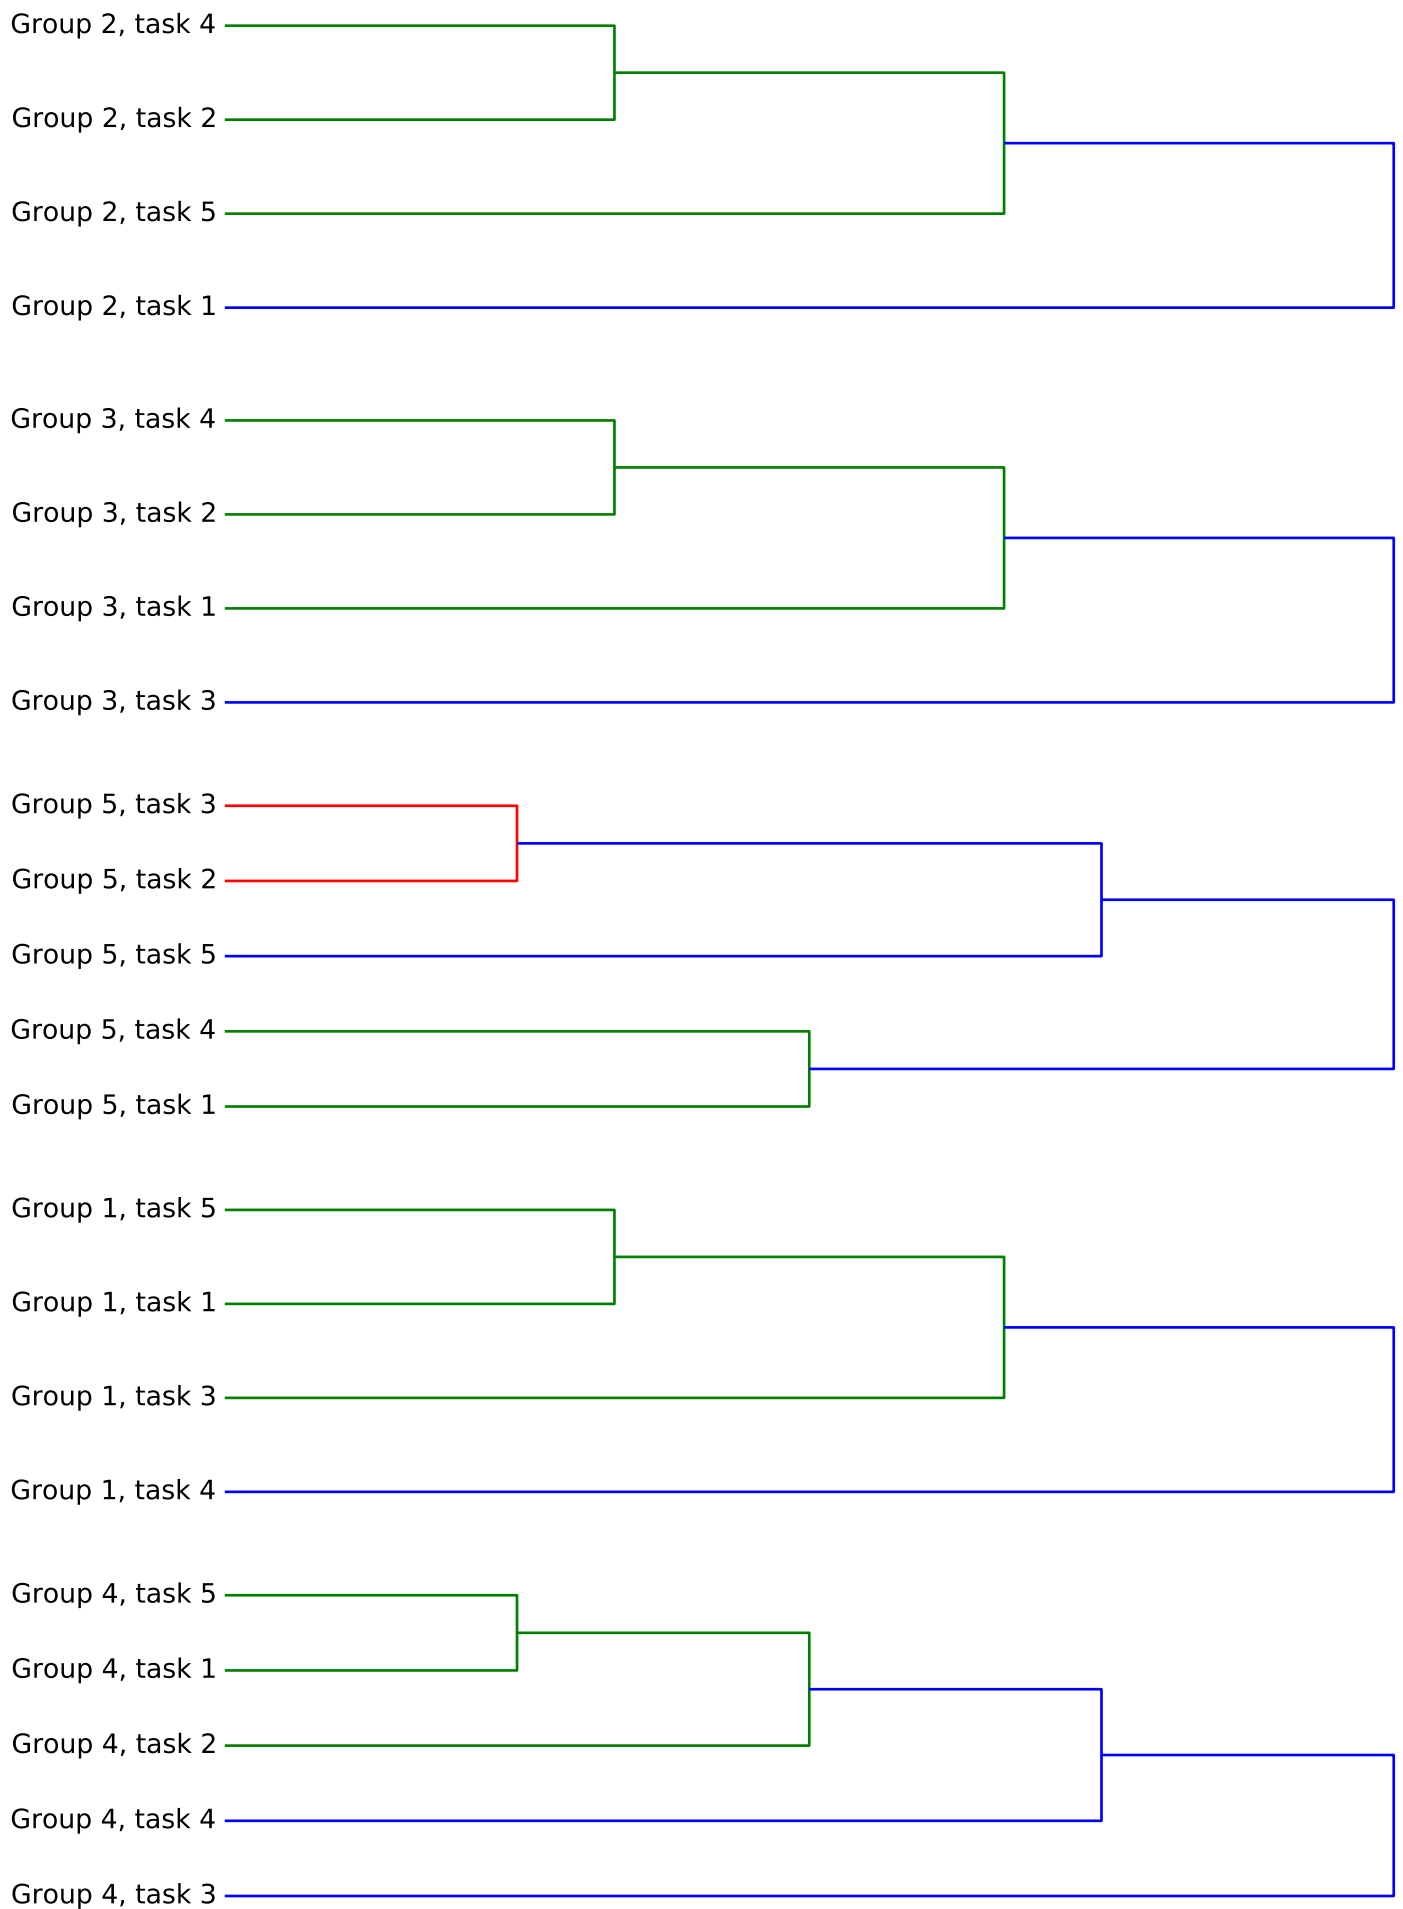 Group 2, task 4
Group 2, task 2
Group 2, task 5
Group 2, task 1
Group 3, task 4
Group 3, task 2
Group 3, task 1
Group 3, task 3
Group 5, task 3
Group 5, task 2
Group 5, task 5
Group 5, task 4
Group 5, task 1
Group 1, task 5
Group 1, task 1
Group 1, task 3
Group 1, task 4
Group 4, task 5
Group 4, task 1
Group 4, task 2
Group 4, task 4
Group 4, task 3